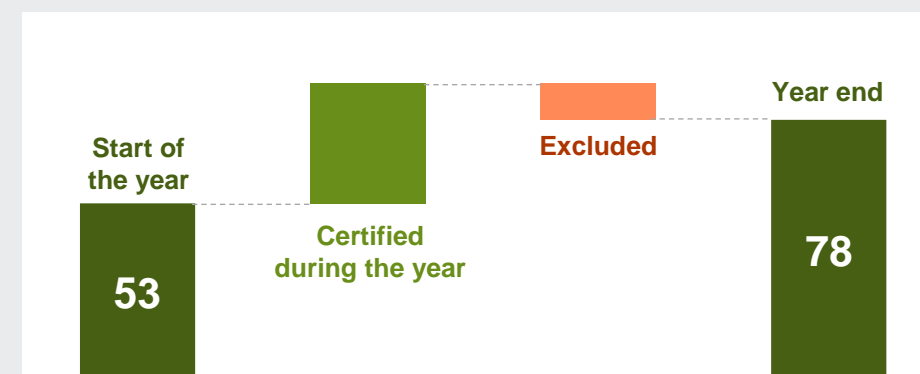 Start of
the year
53
Certified
during the year
Excluded
Year end
78